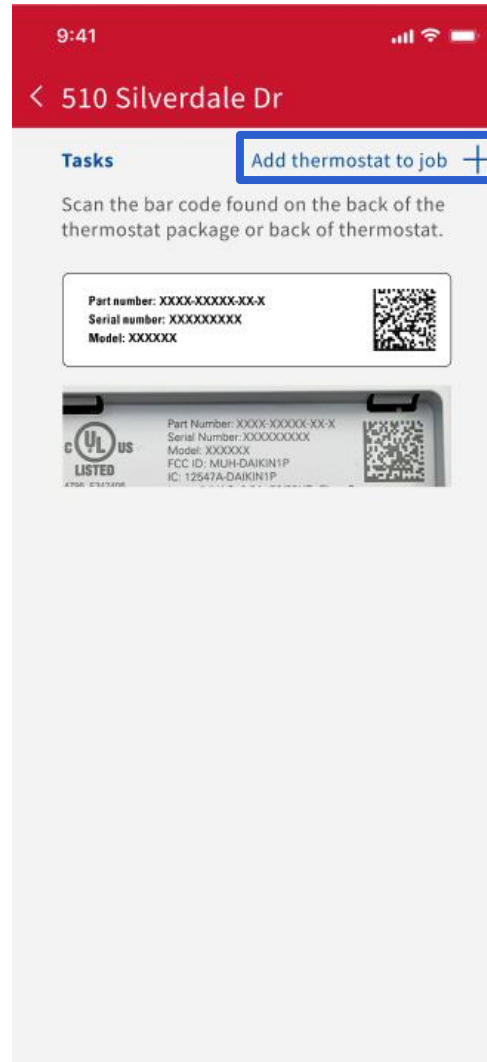 9:41
510 Silverdale Dr
Tasks
Add thermostat to job
Scan the bar code found on the back of the
thermostat package or back of thermostat.
Part number: XXXX-XXXXX-XX-X
Serial number: XXXXXXXXX
Model: XXXXXX
C UL US
LISTED
Part Number: XXXX-XXXXX-XX-X
Serial Number: XXXXXXXXX
Model: XXXXXX
FCC ID: MUH-DAIKIN1P
IC: 12547A-DAIKIN1P